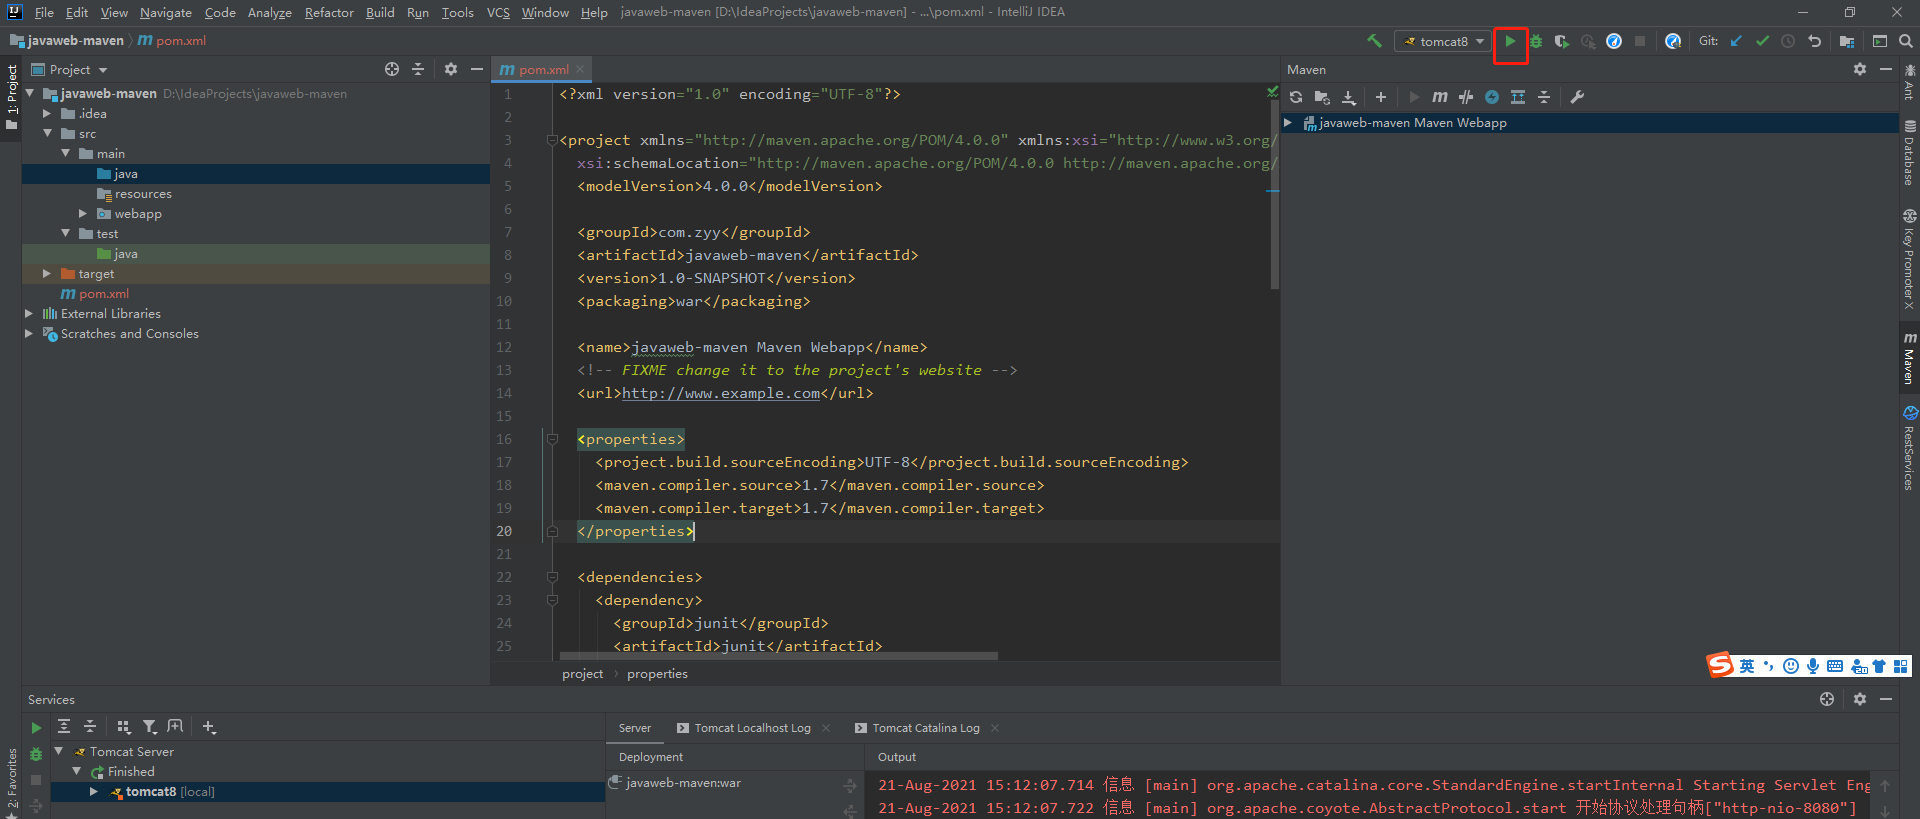 File Edit View Navigate Code Analyze Refactor Build Run Tools VCS Window Help javaweb-maven [D:\IdeaProjects\javaweb-maven] - ...\pom.xml - IntelliJ IDEA
javaweb-maven m pom.xml tomcat8 Git:
1: Project
Project
javaweb-maven D:\IdeaProjects\javaweb-maven
.idea
src
main
java
resources
webapp
test
java
target
m pom.xml
External Libraries
Scratches and Consoles
m pom.xml
1 <?xml version="1.0" encoding="UTF-8"?>
2
3 <project xmlns="http://maven.apache.org/POM/4.0.0" xmlns:xsi="http://www.w3.org/
4 xsi:schemaLocation="http://maven.apache.org/POM/4.0.0 http://maven.apache.org/
5 <modelVersion>4.0.0</modelVersion>
6
7 <groupId>com.zyy</groupId>
8 <artifactId>javaweb-maven</artifactId>
9 <version>1.0-SNAPSHOT</version>
10 <packaging>war</packaging>
11
12 <name>javaweb-maven Maven Webapp</name>
13 <!-- FIXME change it to the project's website -->
14 <url>http://www.example.com</url>
15
16 <properties>
17 <project.build.sourceEncoding>UTF-8</project.build.sourceEncoding>
18 <maven.compiler.source>1.7</maven.compiler.source>
19 <maven.compiler.target>1.7</maven.compiler.target>
20 </properties>
21
22 <dependencies>
23 <dependency>
24 <groupId>junit</groupId>
25 <artifactId>junit</artifactId>
project properties
Maven
m
javaweb-maven Maven Webapp
Ant
Database
Key Promoter X
m Maven
RestServices
S 英
Services
2: Favorites
Tomcat Server
Finished
tomcat8 [local]
Server Tomcat Localhost Log Tomcat Catalina Log
Deployment Output
javaweb-maven:war
21-Aug-2021 15:12:07.714 信息 [main] org.apache.catalina.core.StandardEngine.startInternal Starting Servlet Eng
21-Aug-2021 15:12:07.722 信息 [main] org.apache.coyote.AbstractProtocol.start 开始协议处理句柄["http-nio-8080"]